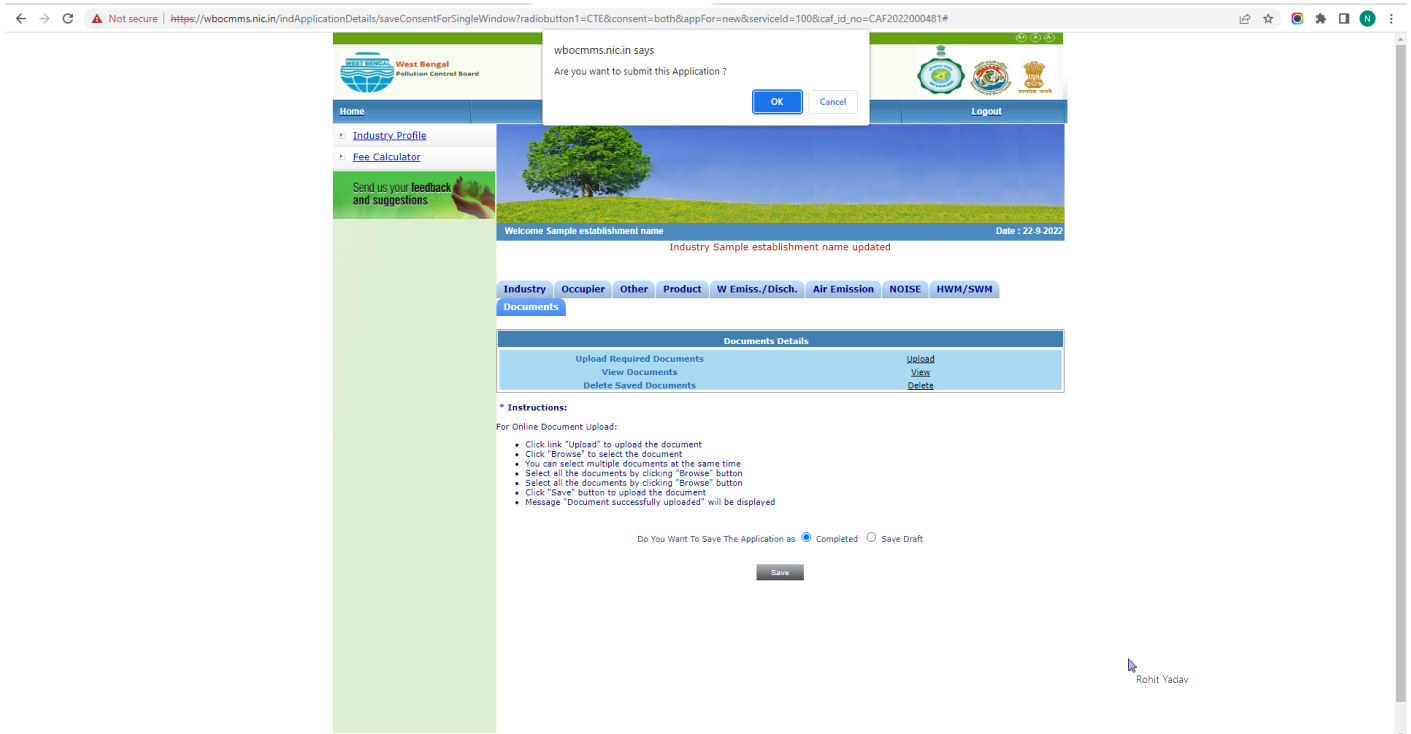 Not secure | https://wbocmms.nic.in/indApplicationDetails/saveConsentForSingleWindow?radiobutton1=CTE&consent=both&appFor=new&serviceId=100&caf_id_no=CAF2022000481#
N
A+ A A-
wbocmms.nic.in says
Are you want to submit this Application ?
OK Cancel
WEST BENGAL
West Bengal
Pollution Control Board
सत्यमेव जयते
Home Logout
Industry Profile
Fee Calculator
Send us your feedback
and suggestions
Welcome Sample establishment name Date : 22-9-2022
Industry Sample establishment name updated
Industry Occupier Other Product W Emiss./Disch. Air Emission NOISE HWM/SWM
Documents
Documents Details
Upload Required Documents Upload
View Documents View
Delete Saved Documents Delete
* Instructions:
For Online Document Upload:
• Click link "Upload" to upload the document
• Click "Browse" to select the document
• You can select multiple documents at the same time
• Select all the documents by clicking "Browse" button
• Select all the documents by clicking "Browse" button
• Click "Save" button to upload the document
• Message "Document successfully uploaded" will be displayed
Do You Want To Save The Application as Completed Save Draft
Save
Rohit Yadav